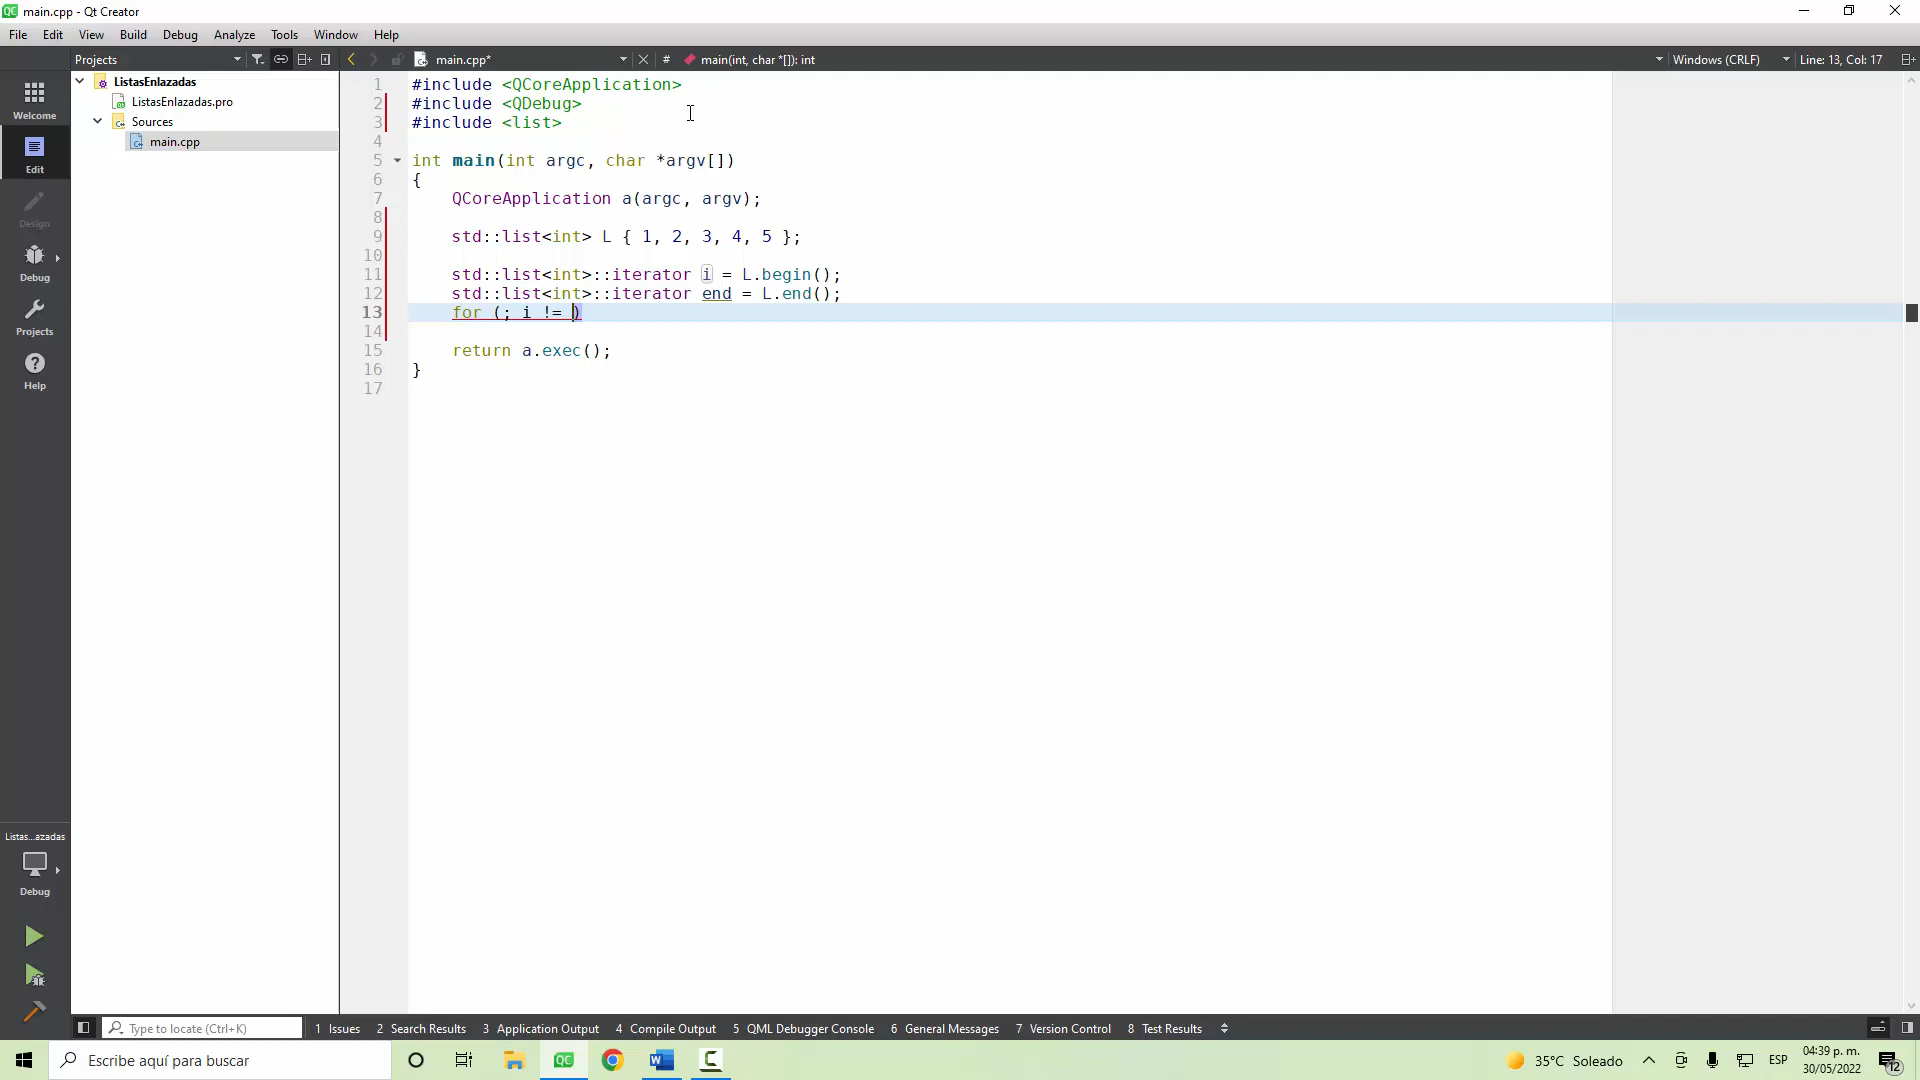 main.cpp - Qt Creator
File Edit View Build Debug Analyze Tools Window Help
Projects main.cpp* # main(int, char *[]): int Windows (CRLF) Line: 13, Col: 17
ListasEnlazadas
ListasEnlazadas.pro
Sources
main.cpp
Welcome
Edit
Design
Debug
Projects
Help
1 #include <QCoreApplication>
2 #include <QDebug>
3 #include <list>
4
5 int main(int argc, char *argv[])
6 {
7 QCoreApplication a(argc, argv);
8
9 std::list<int> L { 1, 2, 3, 4, 5 };
10
11 std::list<int>::iterator i = L.begin();
12 std::list<int>::iterator end = L.end();
13 for (; i != )
14
15 return a.exec();
16 }
17
Listas...azadas
Debug
Type to locate (Ctrl+K) 1 Issues 2 Search Results 3 Application Output 4 Compile Output 5 QML Debugger Console 6 General Messages 7 Version Control 8 Test Results
Escribe aquí para buscar QC W C 35°C Soleado ESP 04:39 p. m.
30/05/2022 12